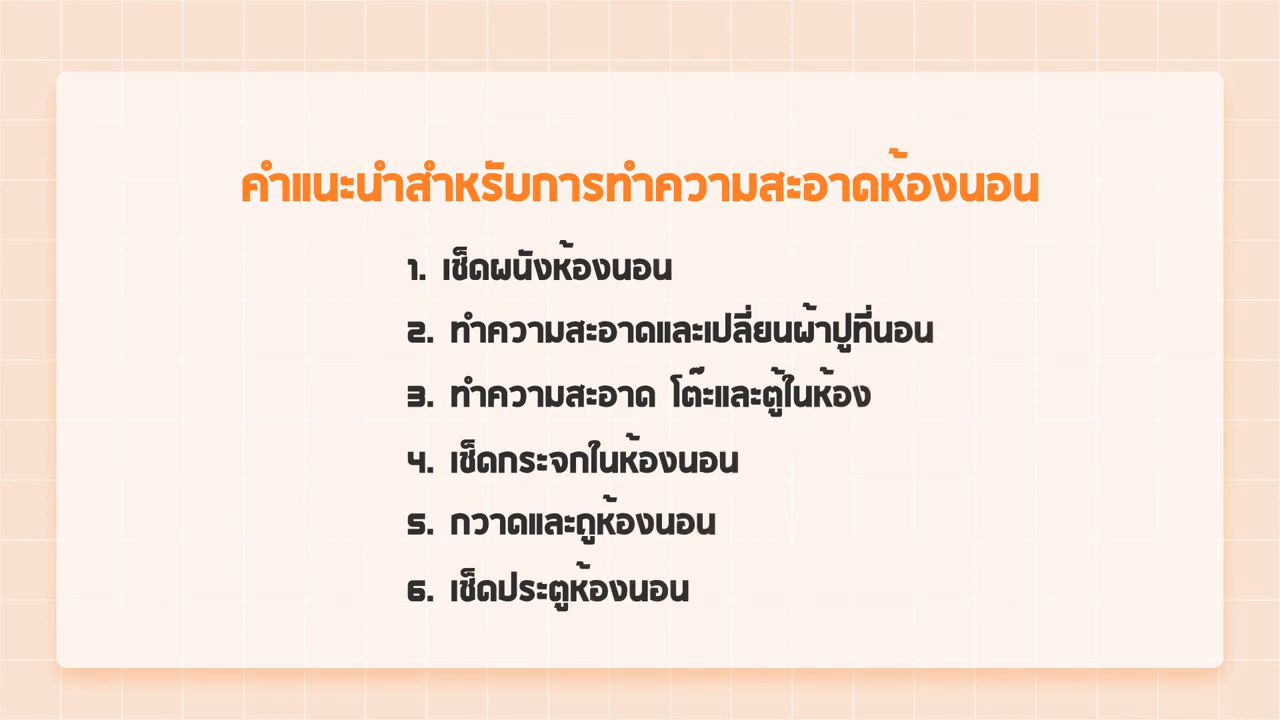 คำแนะนำสำหรับการทำความสะอาดห้องนอน
1. เช็ดผนังห้องนอน
2. ทำความสะอาดและเปลี่ยนผ้าปูที่นอน
3. ทำความสะอาด โต๊ะและตู้ในห้อง
4. เช็ดกระจกในห้องนอน
5. กวาดและถูห้องนอน
6. เช็ดประตูห้องนอน